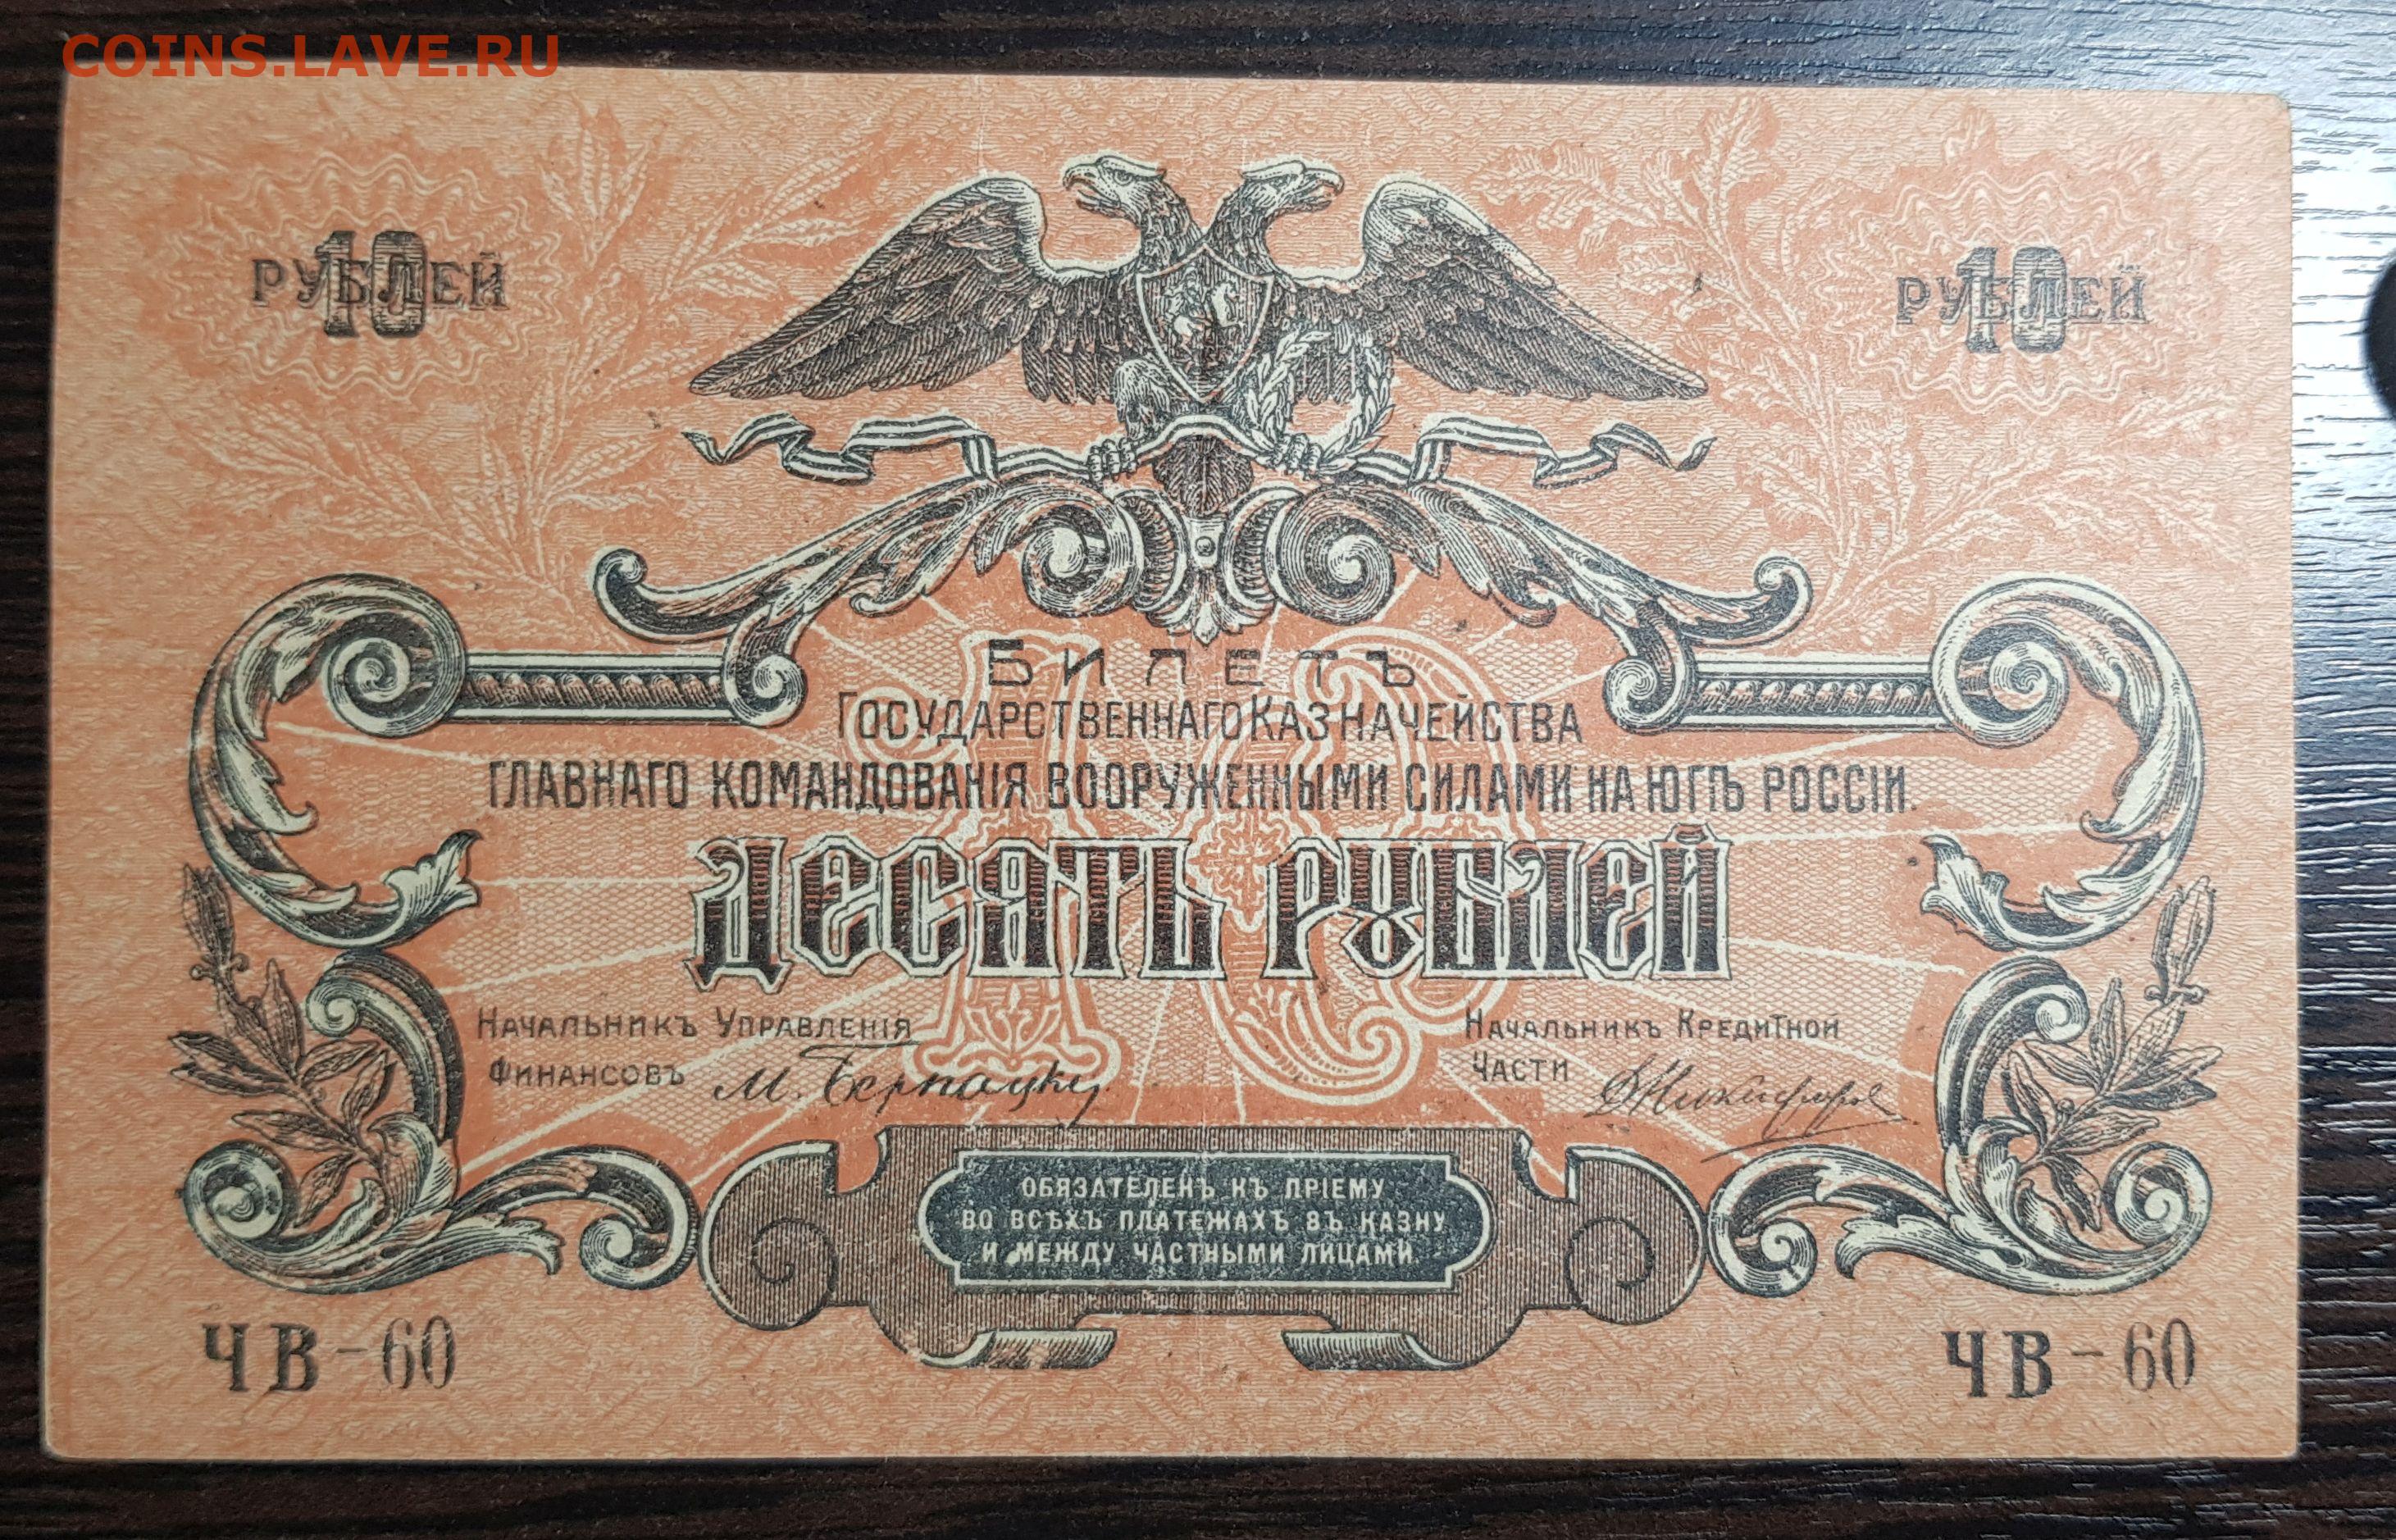 COINS.LAVE.RU
10 РУБЛЕЙ
10 РУБЛЕЙ
БИЛЕТЪ
ГОСУДАРСТВЕННАГО КАЗНАЧЕЙСТВА
ГЛАВНАГО КОМАНДОВАНІЯ ВООРУЖЕННЫМИ СИЛАМИ НА ЮГѢ РОССІИ.
10
ДЕСЯТЬ РУБЛЕЙ
НАЧАЛЬНИКЪ УПРАВЛЕНІЯ
ФИНАНСОВЪ М. Бернацкі
НАЧАЛЬНИКЪ КРЕДИТНОЙ
ЧАСТИ
ОБЯЗАТЕЛЕНЪ КЪ ПРІЕМУ
ВО ВСѢХЪ ПЛАТЕЖАХЪ ВЪ КАЗНУ
И МЕЖДУ ЧАСТНЫМИ ЛИЦАМИ
ЧВ-60
ЧВ-60